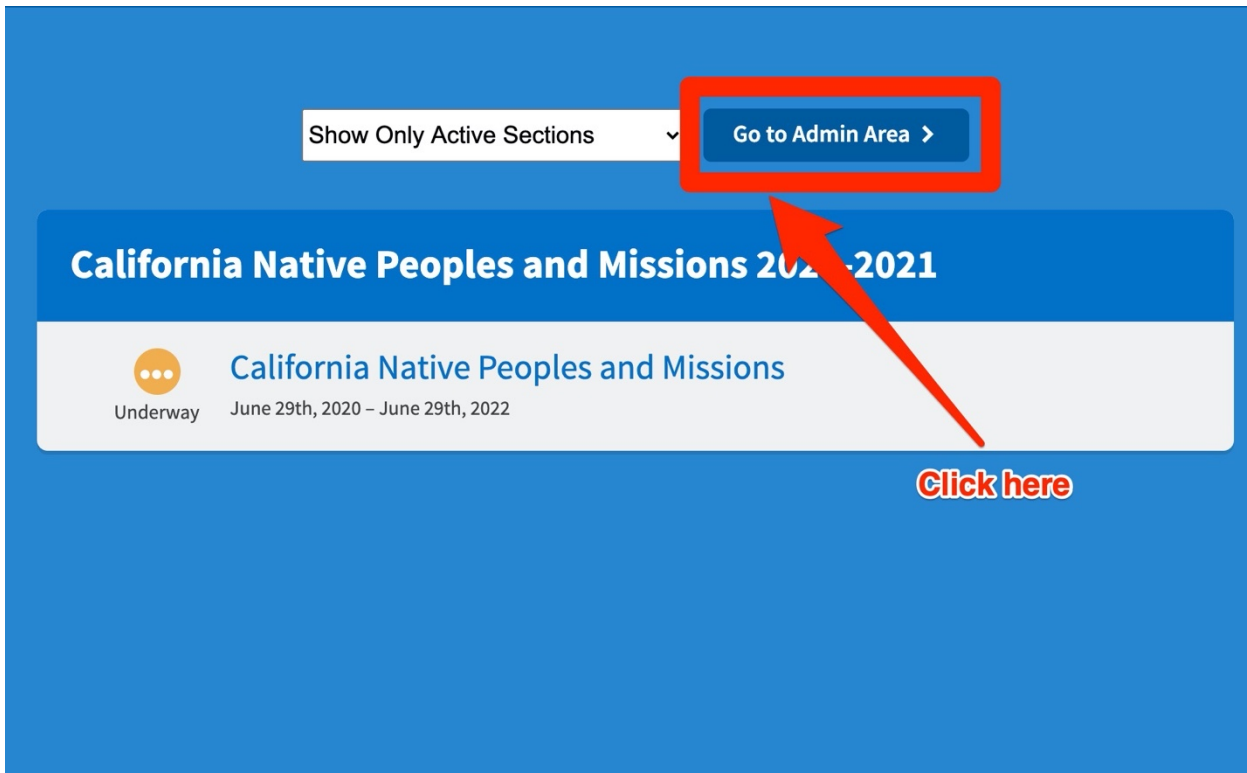 Show Only Active Sections
Go to Admin Area
California Native Peoples and Missions 2021
California Native Peoples and Missions
Underway
June 29th, 2020 – June 29th, 2022
Click here